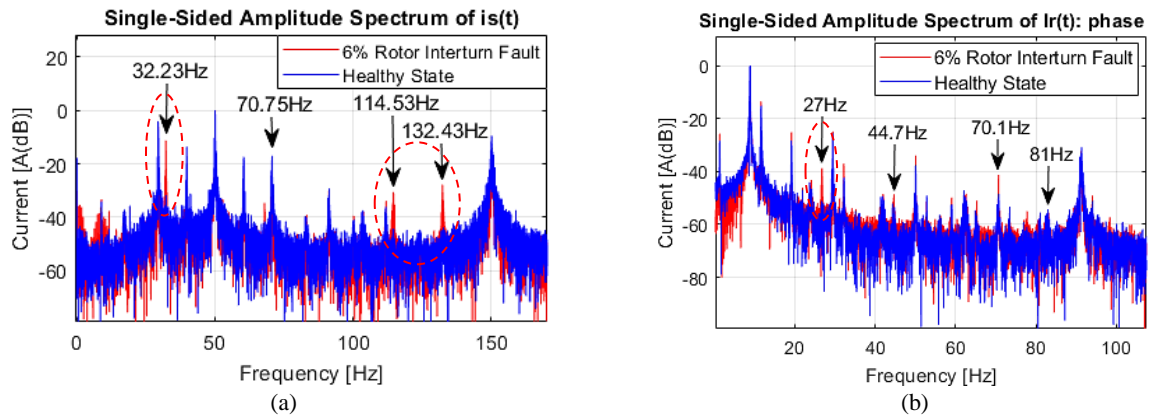 Single-Sided Amplitude Spectrum of is(t)
6% Rotor Interturn Fault
Healthy State
32.23Hz
70.75Hz
114.53Hz
132.43Hz
Current [A(dB)]
20
0
-20
-40
-60
0
50
100
150
Frequency [Hz]
(a)
Single-Sided Amplitude Spectrum of Ir(t): phase
6% Rotor Interturn Fault
Healthy State
27Hz
44.7Hz
70.1Hz
81Hz
Current [A(dB)]
0
-20
-40
-60
-80
20
40
60
80
100
Frequency [Hz]
(b)